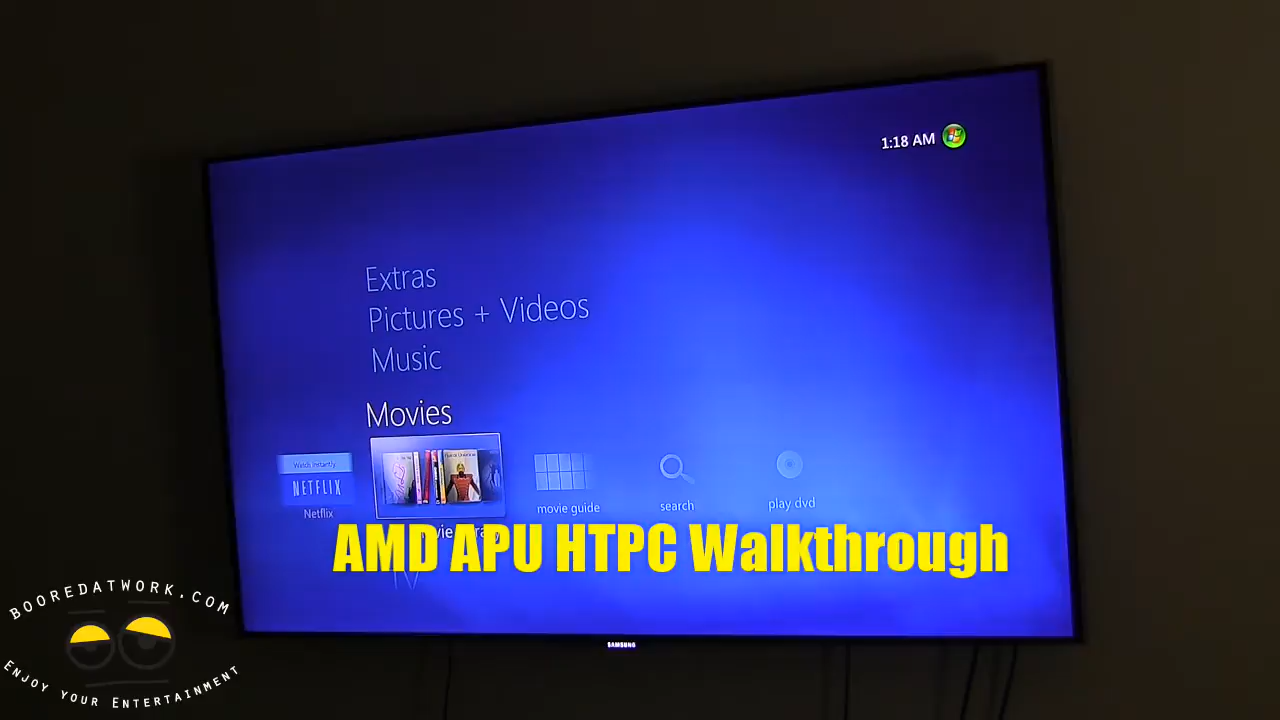 1:18 AM
Extras
Pictures + Videos
Music
Movies
Watch Instantly
NETFLIX
Netflix
movie guide
search
play dvd
AMD APU HTPC Walkthrough
TV
SAMSUNG
BOOREDATWORK.COM
ENJOY YOUR ENTERTAINMENT